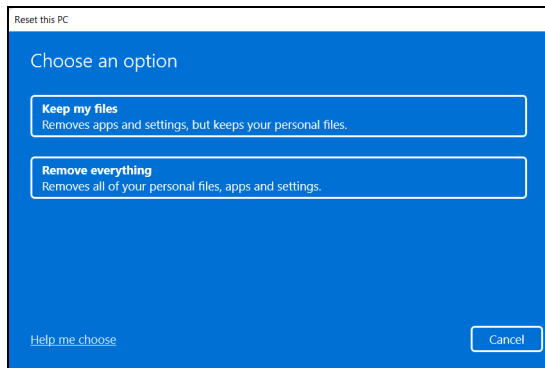 Reset this PC
Choose an option
Keep my files
Removes apps and settings, but keeps your personal files.
Remove everything
Removes all of your personal files, apps and settings.
Help me choose
Cancel